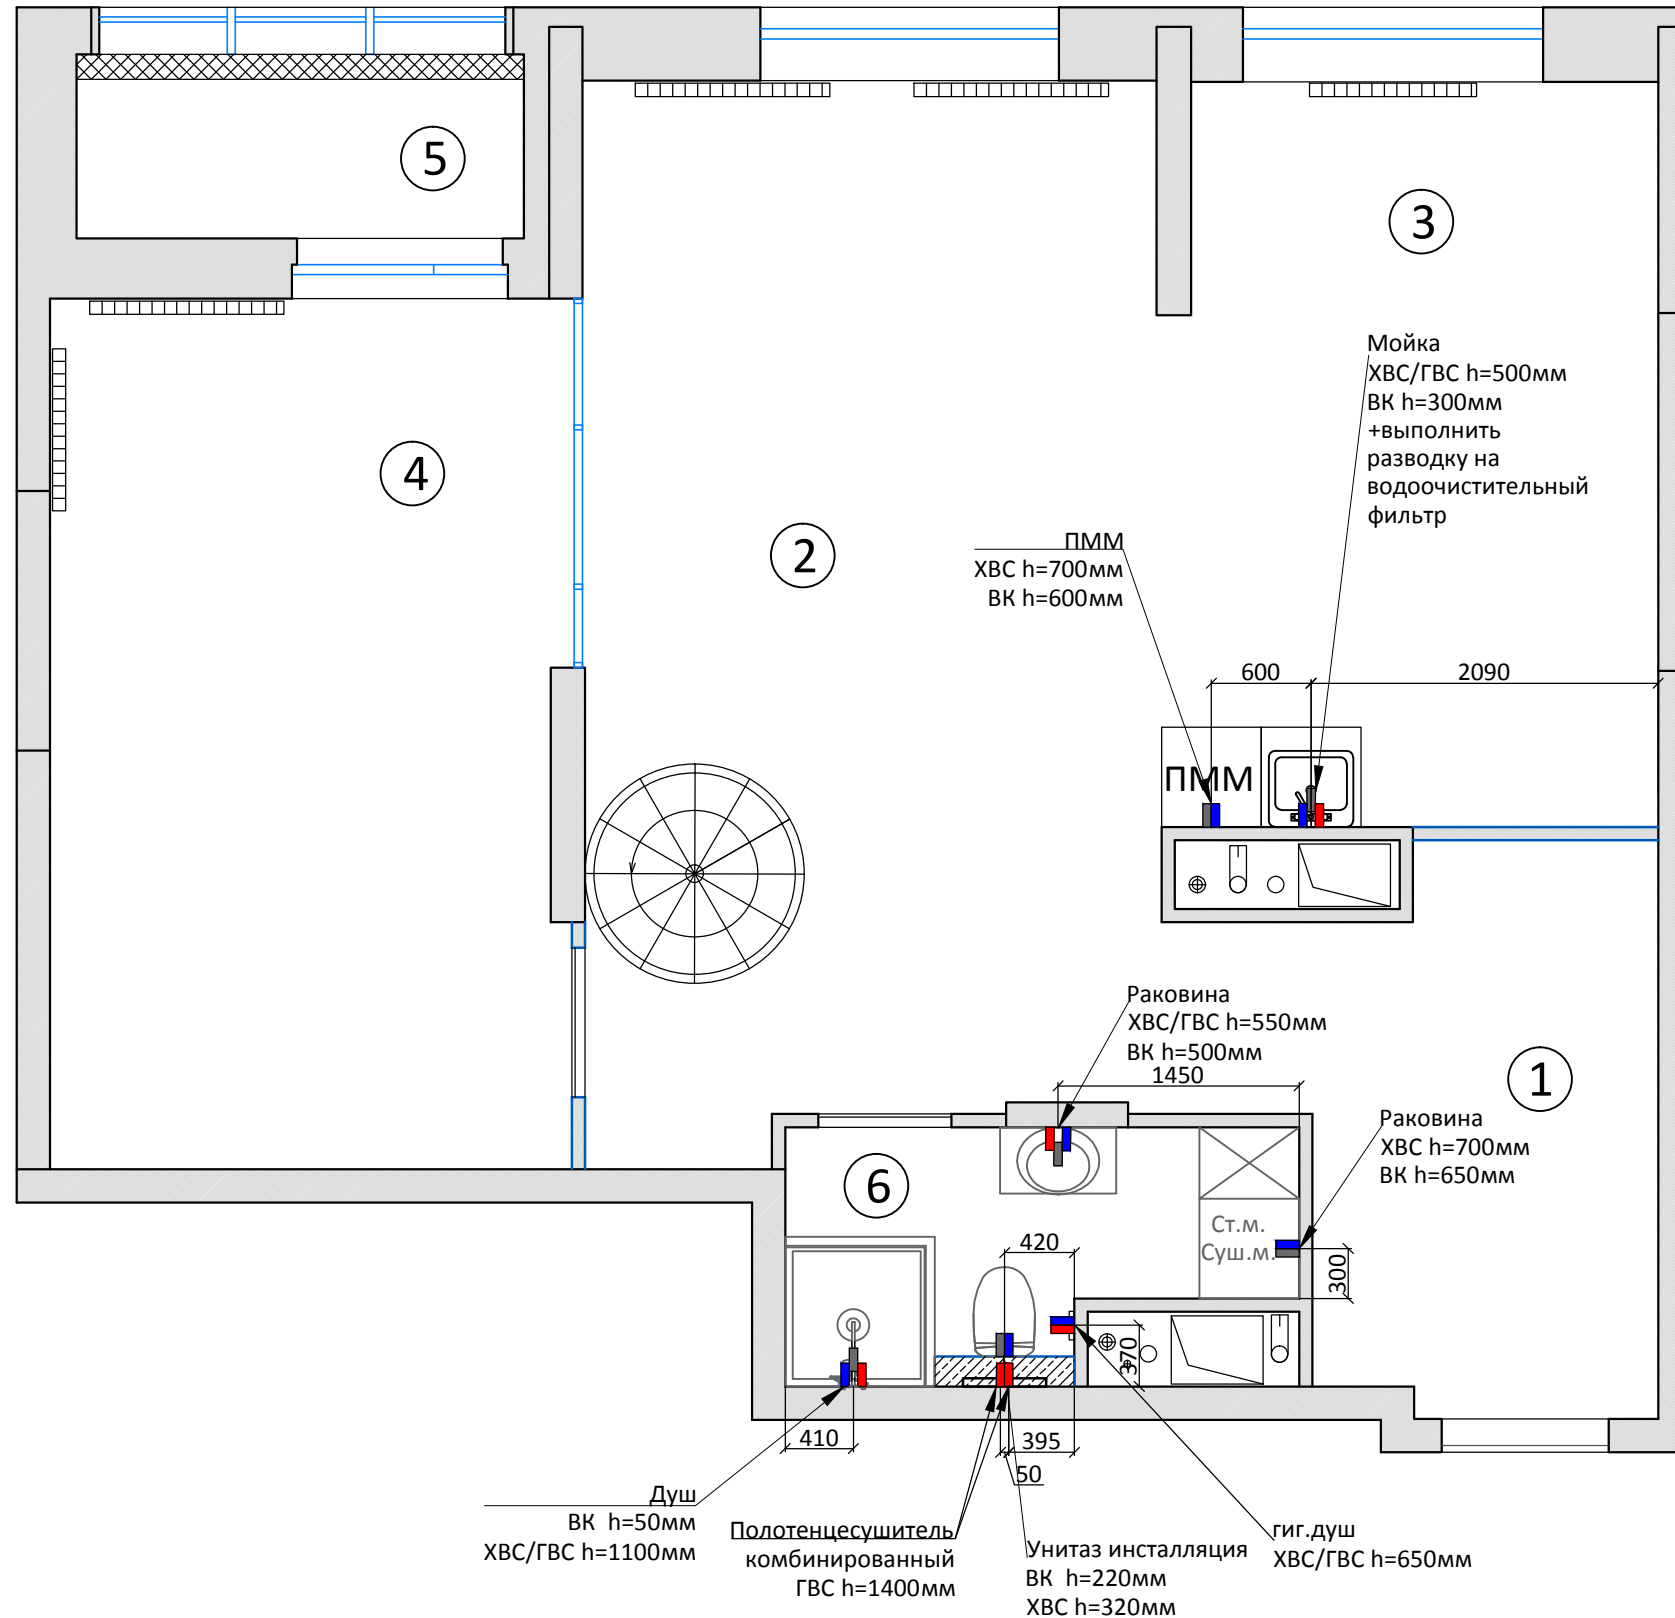 5
3
Мойка
ХВС/ГВС h=500мм
ВК h=300мм
+выполнить
разводку на
водоочистительный
фильтр
4
2
ПММ
ХВС h=700мм
ВК h=600мм
600
2090
ПММ
Раковина
ХВС/ГВС h=550мм
ВК h=500мм
1450
1
Раковина
ХВС h=700мм
ВК h=650мм
6
Ст.м.
Суш.м.
420
300
370
410
395
50
Душ
ВК h=50мм
ХВС/ГВС h=1100мм
Полотенцесушитель
комбинированный
ГВС h=1400мм
Унитаз инсталляция
ВК h=220мм
ХВС h=320мм
гиг.душ
ХВС/ГВС h=650мм